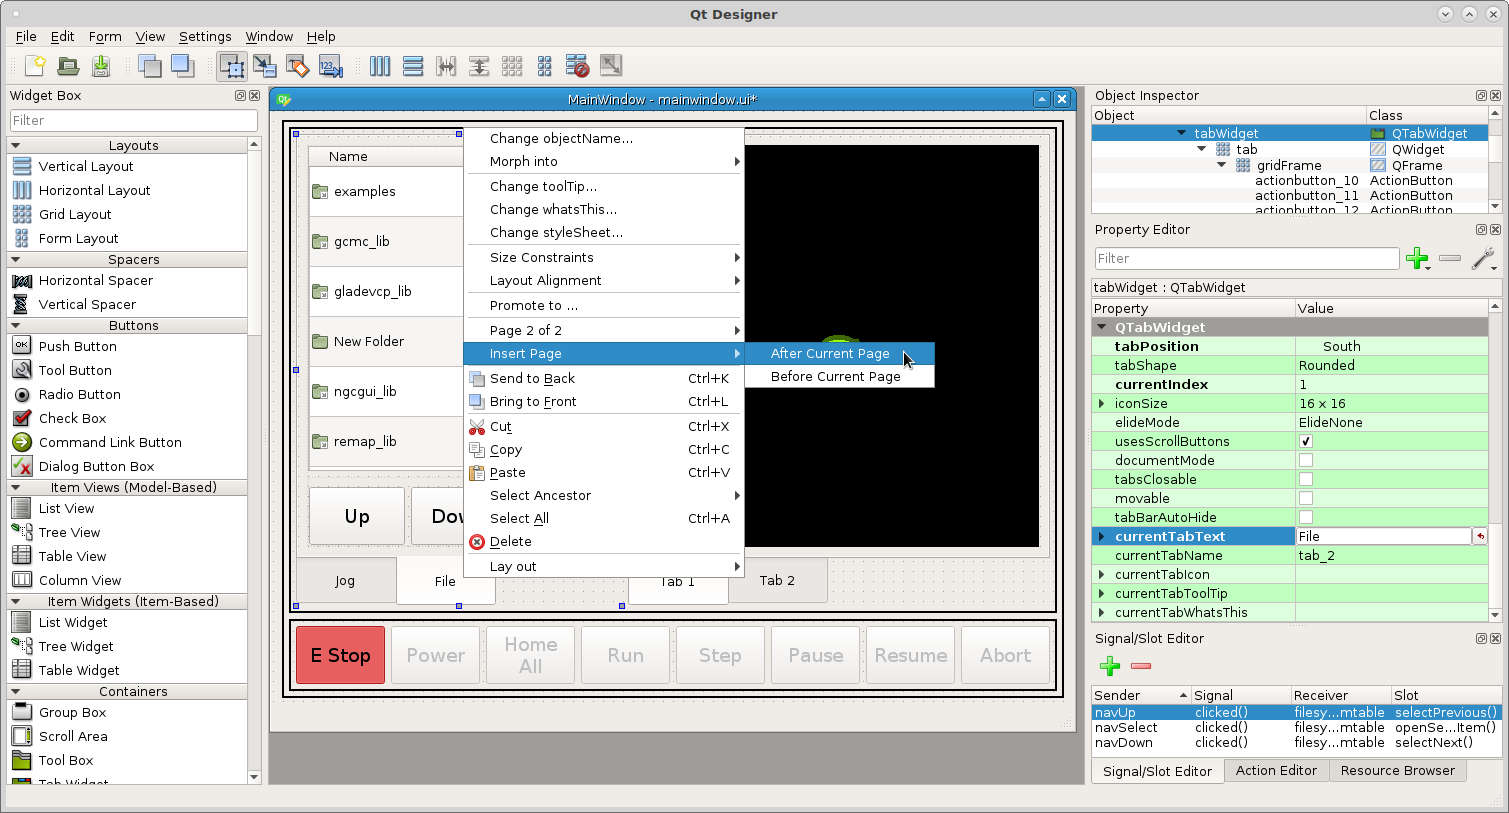 Qt Designer
File Edit Form View Settings Window Help
Widget Box
Filter
Layouts
Vertical Layout
Horizontal Layout
Grid Layout
Form Layout
Spacers
Horizontal Spacer
Vertical Spacer
Buttons
Push Button
Tool Button
Radio Button
Check Box
Command Link Button
Dialog Button Box
Item Views (Model-Based)
List View
Tree View
Table View
Column View
Item Widgets (Item-Based)
List Widget
Tree Widget
Table Widget
Containers
Group Box
Scroll Area
Tool Box
Tab Widget
MainWindow - mainwindow.ui*
Name
examples
gcmc_lib
gladevcp_lib
New Folder
ngcgui_lib
remap_lib
Up
Jog File Tab 1 Tab 2
E Stop Power Home All Run Step Pause Resume Abort
Change objectName...
Morph into
Change toolTip...
Change whatsThis...
Change styleSheet...
Size Constraints
Layout Alignment
Promote to ...
Page 2 of 2
Insert Page
Send to Back Ctrl+K
Bring to Front Ctrl+L
Cut Ctrl+X
Copy Ctrl+C
Paste Ctrl+V
Select Ancestor
Select All Ctrl+A
Delete
Lay out
After Current Page
Before Current Page
Object Inspector
Object Class
tabWidget QTabWidget
tab QWidget
gridFrame QFrame
actionbutton_10 ActionButton
actionbutton_11 ActionButton
actionbutton_12 ActionButton
Property Editor
Filter
tabWidget : QTabWidget
Property Value
QTabWidget
tabPosition South
tabShape Rounded
currentIndex 1
iconSize 16 × 16
elideMode ElideNone
usesScrollButtons
documentMode
tabsClosable
movable
tabBarAutoHide
currentTabText File
currentTabName tab_2
currentTabIcon
currentTabToolTip
currentTabWhatsThis
Signal/Slot Editor
Sender Signal Receiver Slot
navUp clicked() filesy...mtable selectPrevious()
navSelect clicked() filesy...mtable openSe...Item()
navDown clicked() filesy...mtable selectNext()
Signal/Slot Editor Action Editor Resource Browser